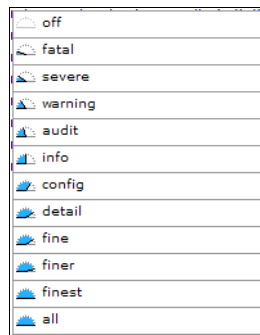 off
fatal
severe
warning
audit
info
config
detail
fine
finer
finest
all